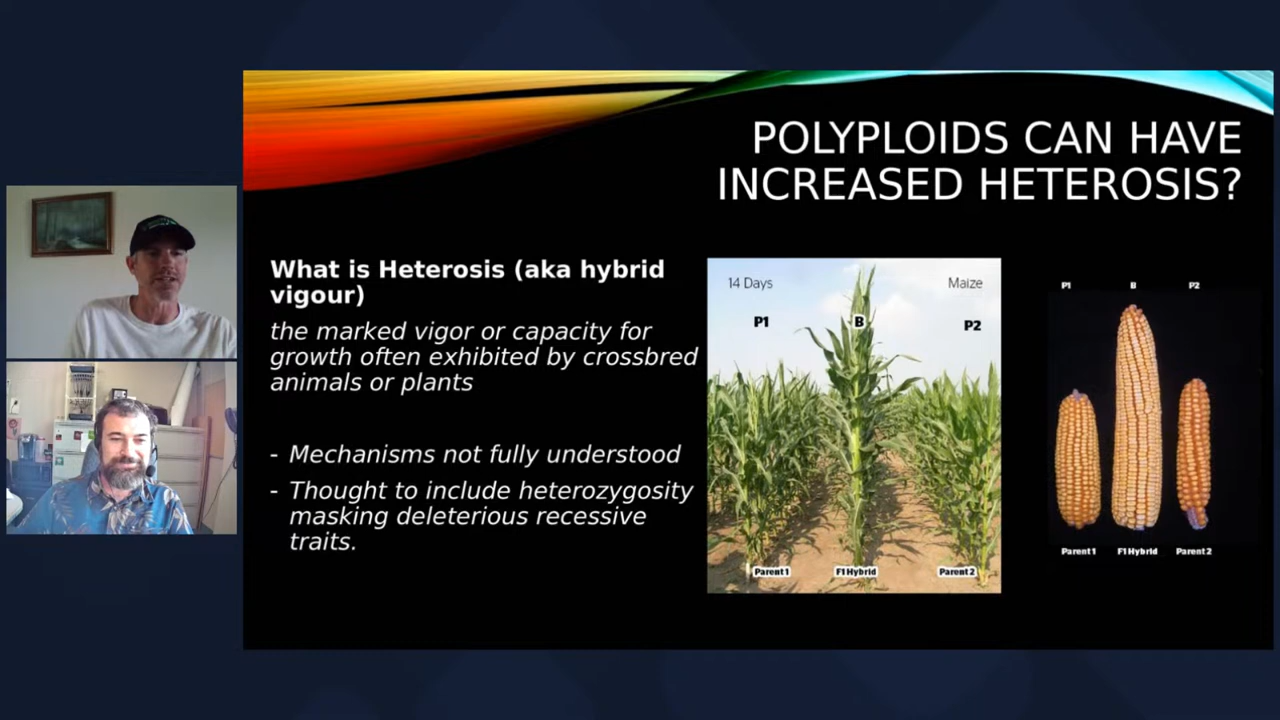 POLYPLOIDS CAN HAVE
INCREASED HETEROSIS?
What is Heterosis (aka hybrid
vigour)
the marked vigor or capacity for
growth often exhibited by crossbred
animals or plants
- Mechanisms not fully understood
- Thought to include heterozygosity
masking deleterious recessive
traits.
14 Days
Maize
P1
B
P2
Parent 1
F1 Hybrid
Parent 2
P1
B
P2
Parent 1
F1 Hybrid
Parent 2